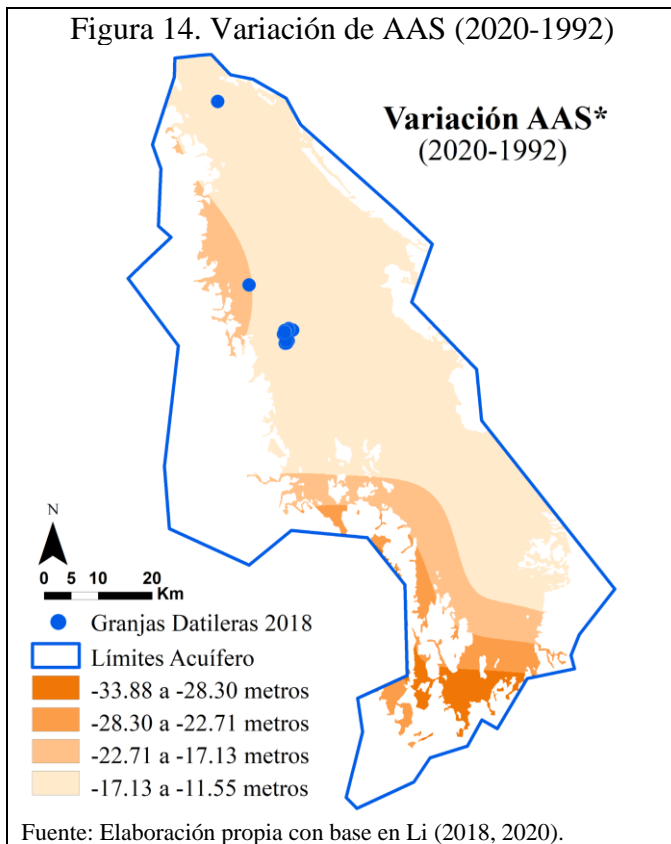 Figura 14. Variación de AAS (2020-1992)
Variación AAS*
(2020-1992)
N
0 5 10 20
Km
Granjas Datileras 2018
Límites Acuífero
-33.88 a -28.30 metros
-28.30 a -22.71 metros
-22.71 a -17.13 metros
-17.13 a -11.55 metros
Fuente: Elaboración propia con base en Li (2018, 2020).